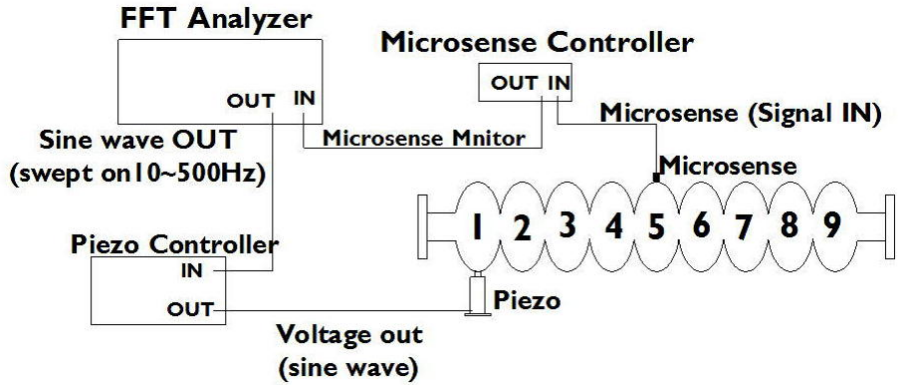 FFT Analyzer
OUT IN
Sine wave OUT
(swept on10~500Hz)
Microsense Mnitor
Microsense Controller
OUT IN
Microsense (Signal IN)
Microsense
1 2 3 4 5 6 7 8 9
Piezo Controller
IN
OUT
Piezo
Voltage out
(sine wave)